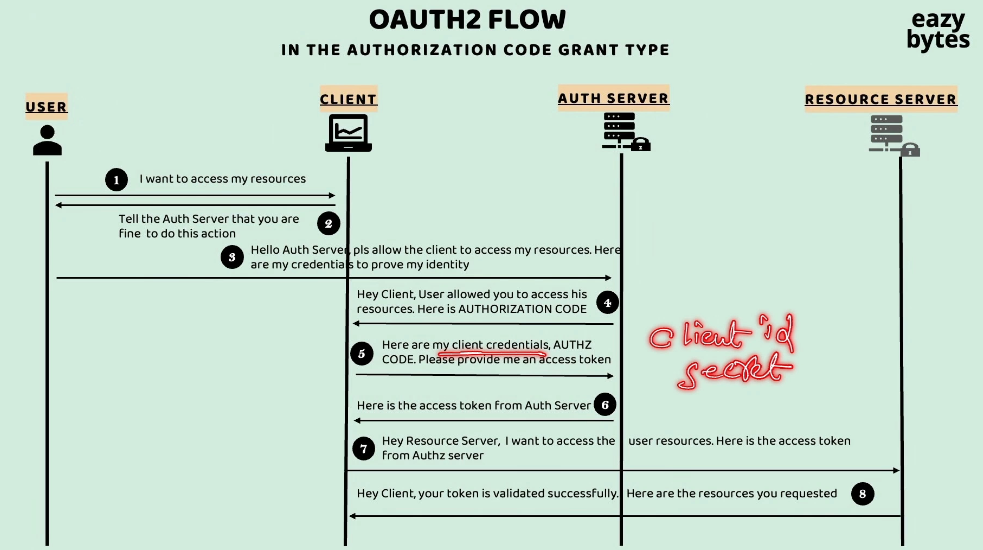 OAUTH2 FLOW
IN THE AUTHORIZATION CODE GRANT TYPE
eazy
bytes
USER
CLIENT
AUTH SERVER
RESOURCE SERVER
1 I want to access my resources
Tell the Auth Server that you are 2
fine to do this action
3 Hello Auth Server, pls allow the client to access my resources. Here
are my credentials to prove my identity
Hey Client, User allowed you to access his 4
resources. Here is AUTHORIZATION CODE
5 Here are my client credentials, AUTHZ
CODE. Please provide me an access token
Client id
secret
Here is the access token from Auth Server 6
7 Hey Resource Server, I want to access the user resources. Here is the access token
from Authz server
Hey Client, your token is validated successfully. Here are the resources you requested 8